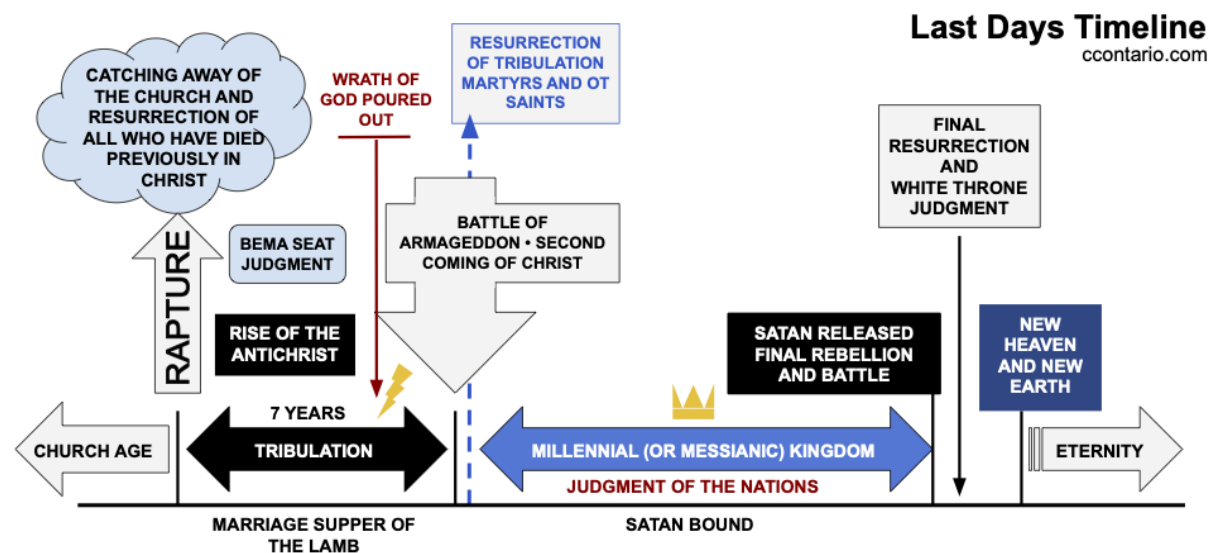 Last Days Timeline
ccontario.com
CATCHING AWAY OF
THE CHURCH AND
RESURRECTION OF
ALL WHO HAVE DIED
PREVIOUSLY IN
CHRIST
WRATH OF
GOD POURED
OUT
RESURRECTION
OF TRIBULATION
MARTYRS AND OT
SAINTS
FINAL
RESURRECTION
AND
WHITE THRONE
JUDGMENT
RAPTURE
BEMA SEAT
JUDGMENT
BATTLE OF
ARMAGEDDON • SECOND
COMING OF CHRIST
RISE OF THE
ANTICHRIST
SATAN RELEASED
FINAL REBELLION
AND BATTLE
NEW
HEAVEN
AND NEW
EARTH
CHURCH AGE
7 YEARS
TRIBULATION
MILLENNIAL (OR MESSIANIC) KINGDOM
ETERNITY
JUDGMENT OF THE NATIONS
MARRIAGE SUPPER OF
THE LAMB
SATAN BOUND